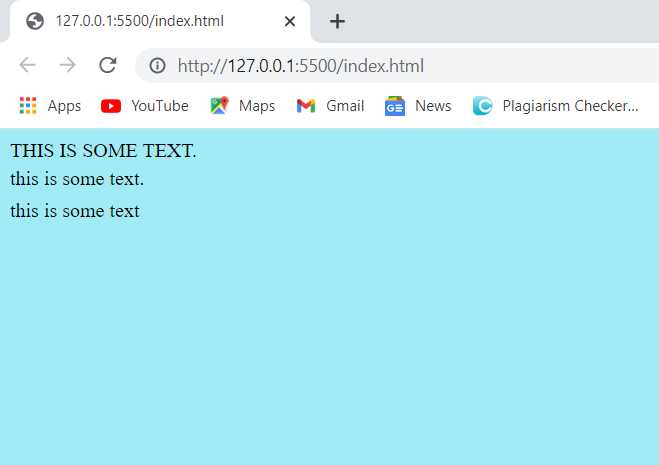 127.0.0.1:5500/index.html
http://127.0.0.1:5500/index.html
Apps YouTube Maps Gmail News Plagiarism Checker...
THIS IS SOME TEXT.
this is some text.
this is some text